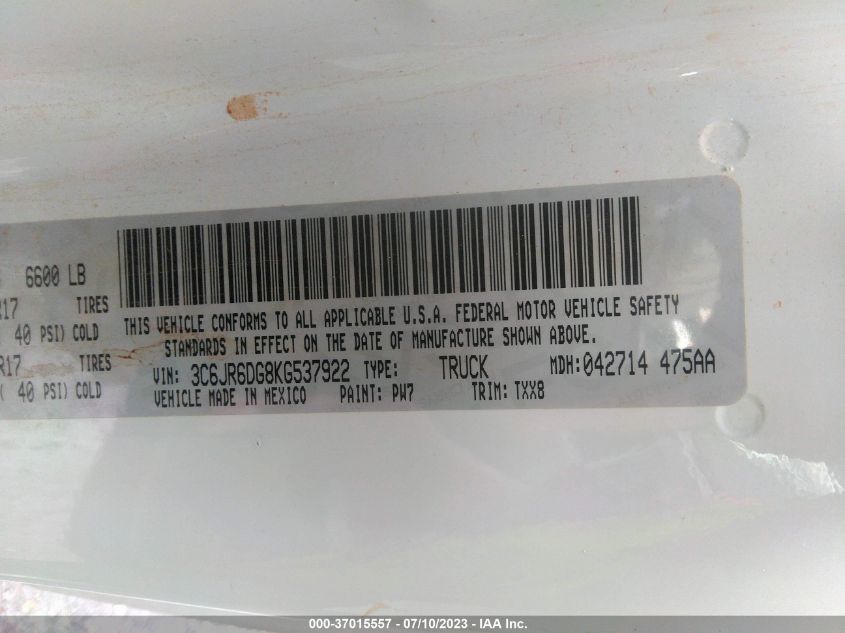 6600 LB
R17 TIRES
40 PSI) COLD
R17 TIRES
( 40 PSI) COLD
THIS VEHICLE CONFORMS TO ALL APPLICABLE U.S.A. FEDERAL MOTOR VEHICLE SAFETY
STANDARDS IN EFFECT ON THE DATE OF MANUFACTURE SHOWN ABOVE.
VIN: 3C6JR6DG8KG537922 TYPE: TRUCK MDH: 042714 475AA
VEHICLE MADE IN MEXICO PAINT: PW7 TRIM: TXX8
000-37015557 - 07/10/2023 - IAA Inc.